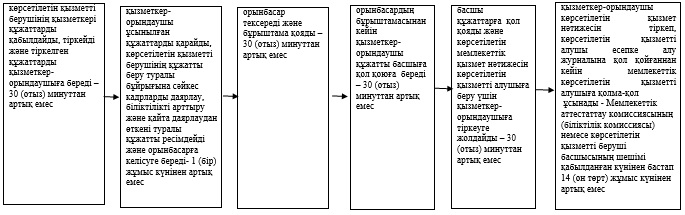 көрсетілетін қызметті
берушінің қызметкері
құжаттарды
қабылдайды, тіркейді
және тіркелген
құжаттарды
қызметкер-
орындаушыға береді –
30 (отыз) минуттан
артық емес
қызметкер-
орындаушы
ұсынылған
құжаттарды қарайды,
көрсетілетін қызметті
берушінің құжатты
беру туралы
бұйрығына сәйкес
кадрларды даярлау,
біліктілікті арттыру
және қайта даярлаудан
өткені туралы
құжатты ресімдейді
және орынбасарға
келісуге береді- 1 (бір)
жұмыс күнінен артық
емес
орынбасар
тексереді және
бұрыштама қояды –
30 (отыз) минуттан
артық емес
орынбасардың
бұрыштамасынан
кейін
қызметкер-
орындаушы
құжатты басшыға
қол қоюға береді
– 30 (отыз)
минуттан артық
емес
басшы
құжаттарға қол
қояды және
көрсетілетін
мемлекеттік
қызмет нәтижесін
көрсетілетін
қызметті алушыға
беру үшін
қызметкер-
орындаушыға
тіркеуге
жолдайды – 30
(отыз) минуттан
артық емес
қызметкер-орындаушы
көрсетілетін қызмет
нәтижесін тіркеп,
көрсетілетін қызметті
алушы есепке алу
журналына қол қойғаннан
кейін мемлекеттік
көрсетілетін қызметті
алушыға қолма-қол
ұсынады - Мемлекеттік
аттестаттау комиссиясының
(біліктілік комиссиясы)
немесе көрсетілетін
қызметті беруші
басшысының шешімі
қабылданған күнінен бастап
14 (он төрт) жұмыс күнінен
артық емес